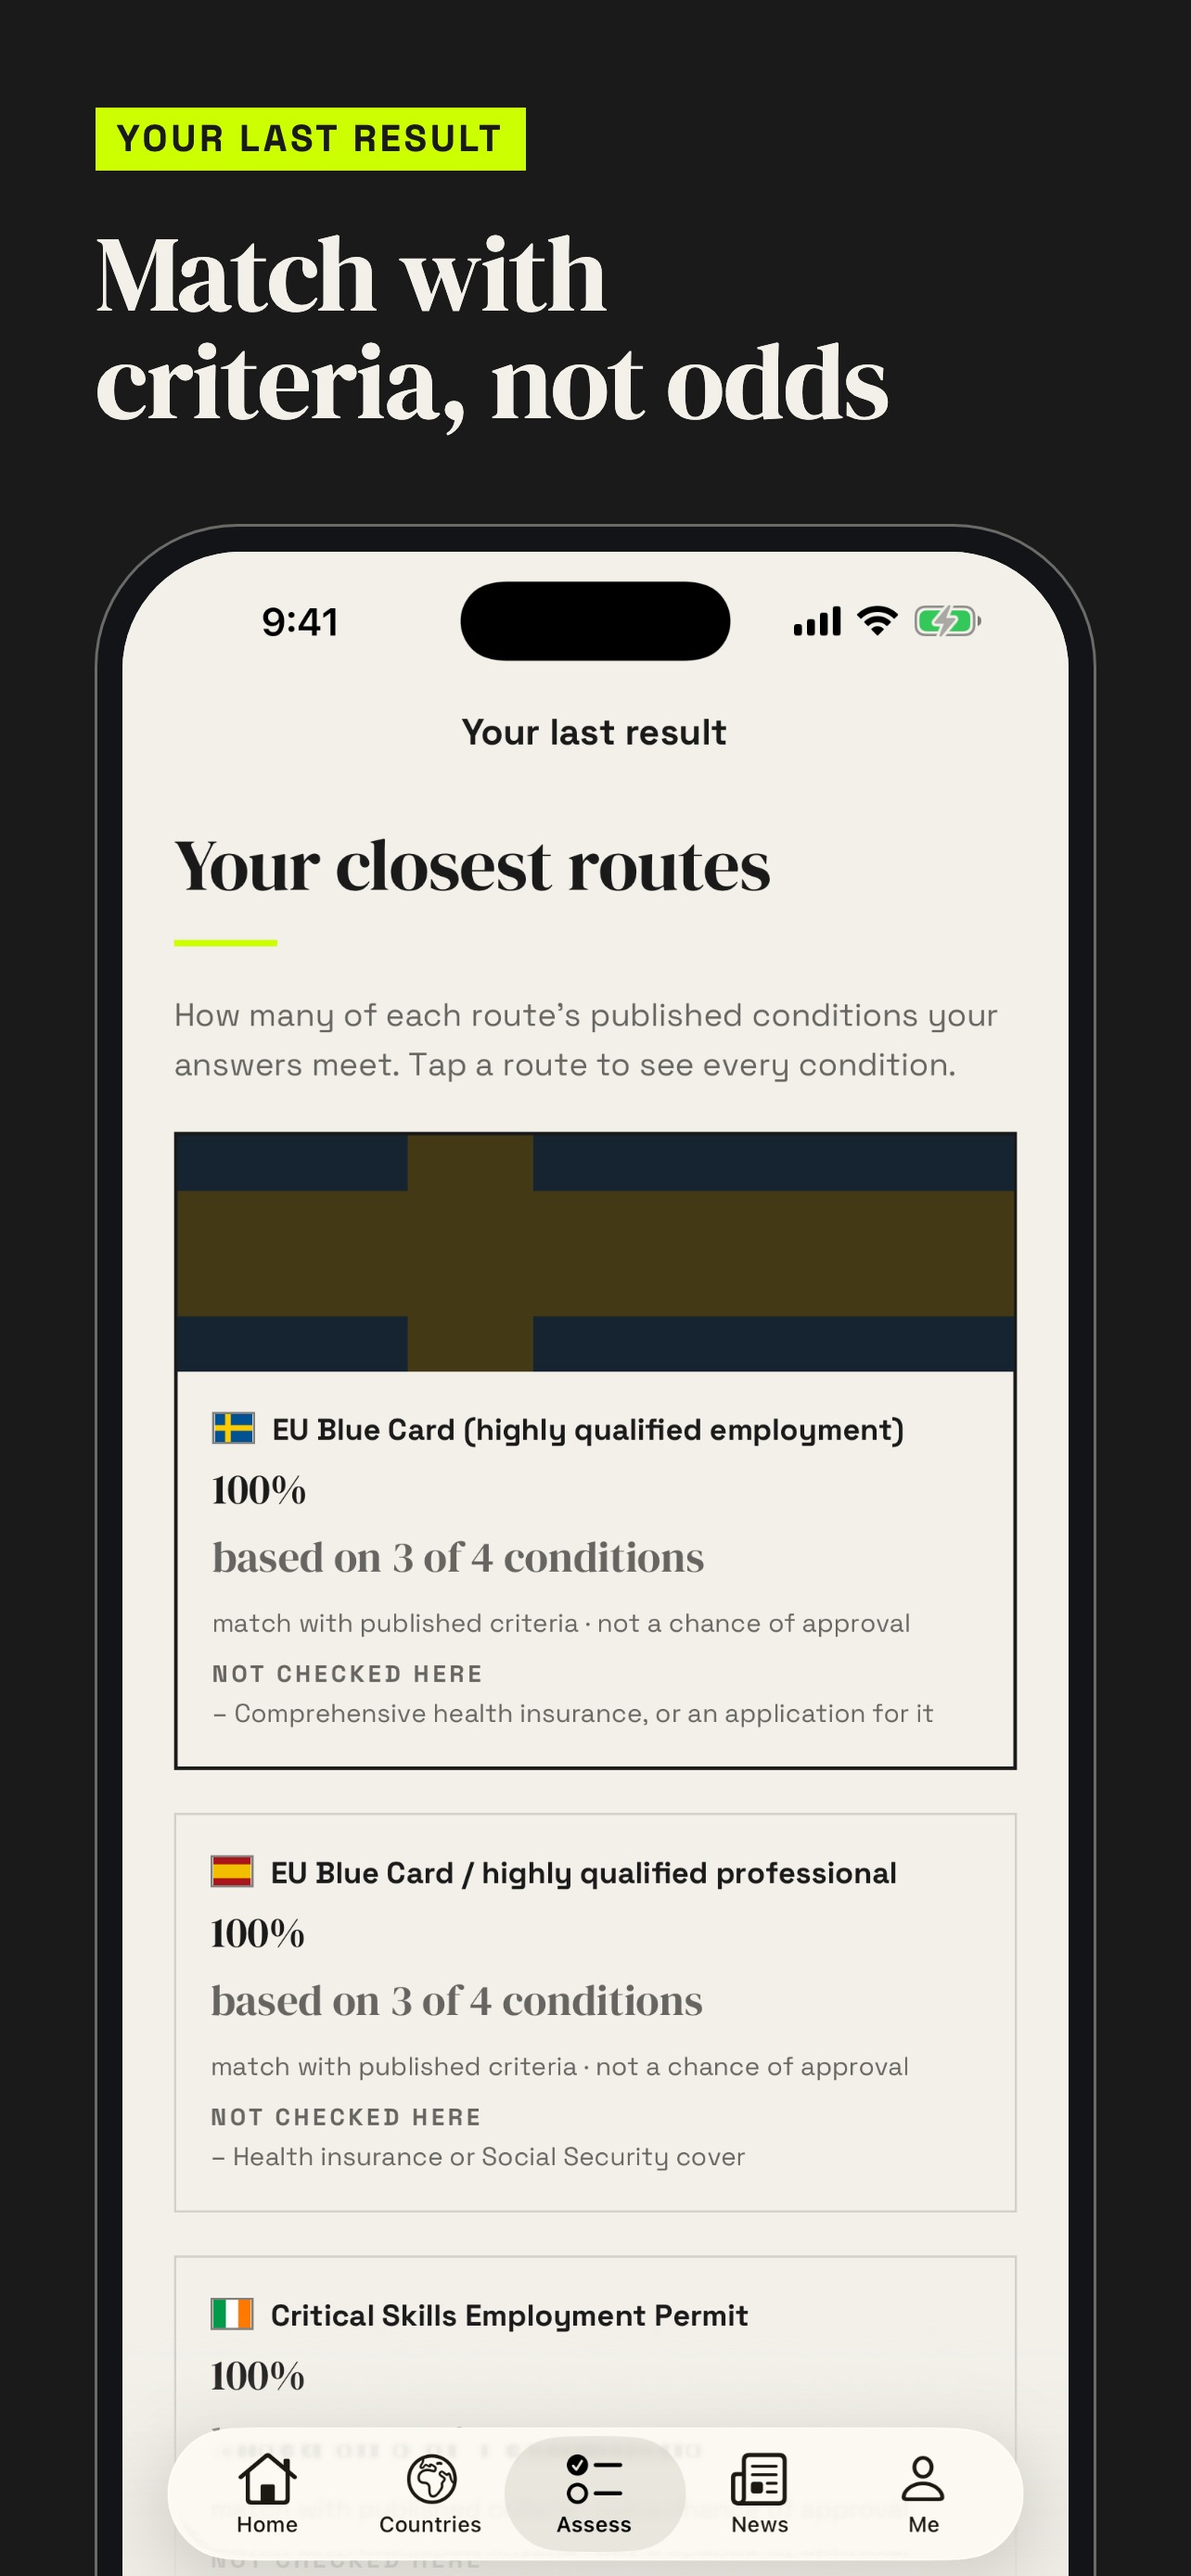 YOUR LAST RESULT
Match with
criteria, not odds
9:41
Your last result
Your closest routes
How many of each route’s published conditions your
answers meet. Tap a route to see every condition.
EU Blue Card (highly qualified employment)
100%
based on 3 of 4 conditions
match with published criteria · not a chance of approval
NOT CHECKED HERE
– Comprehensive health insurance, or an application for it
EU Blue Card / highly qualified professional
100%
based on 3 of 4 conditions
match with published criteria · not a chance of approval
NOT CHECKED HERE
– Health insurance or Social Security cover
Critical Skills Employment Permit
100%
Home
Countries
Assess
News
Me
NOT CHECKED HERE